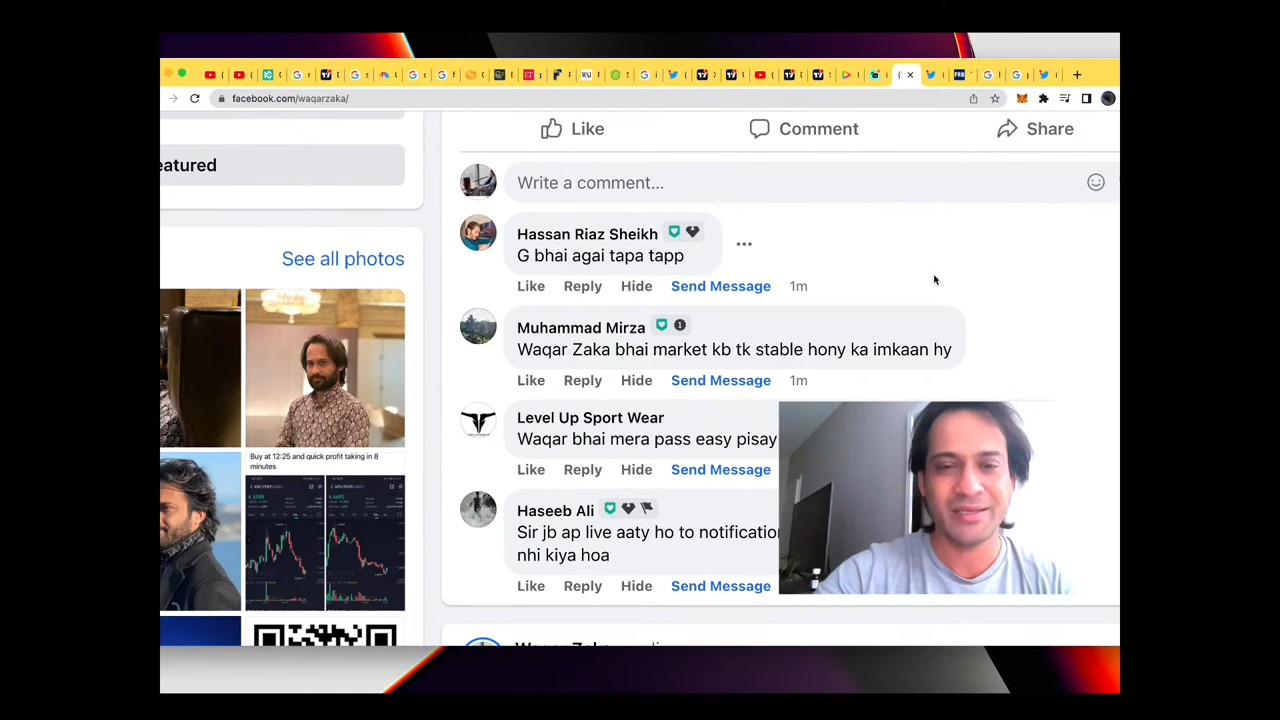 facebook.com/waqarzaka/
Like
Comment
Share
eatured
Write a comment...
See all photos
Hassan Riaz Sheikh
G bhai agai tapa tapp
Like Reply Hide Send Message 1m
Muhammad Mirza
Waqar Zaka bhai market kb tk stable hony ka imkaan hy
Like Reply Hide Send Message 1m
Level Up Sport Wear
Waqar bhai mera pass easy pisay
Like Reply Hide Send Message
Haseeb Ali
Sir jb ap live aaty ho to notification
nhi kiya hoa
Like Reply Hide Send Message
Buy at 12:25 and quick profit taking in 8
minutes